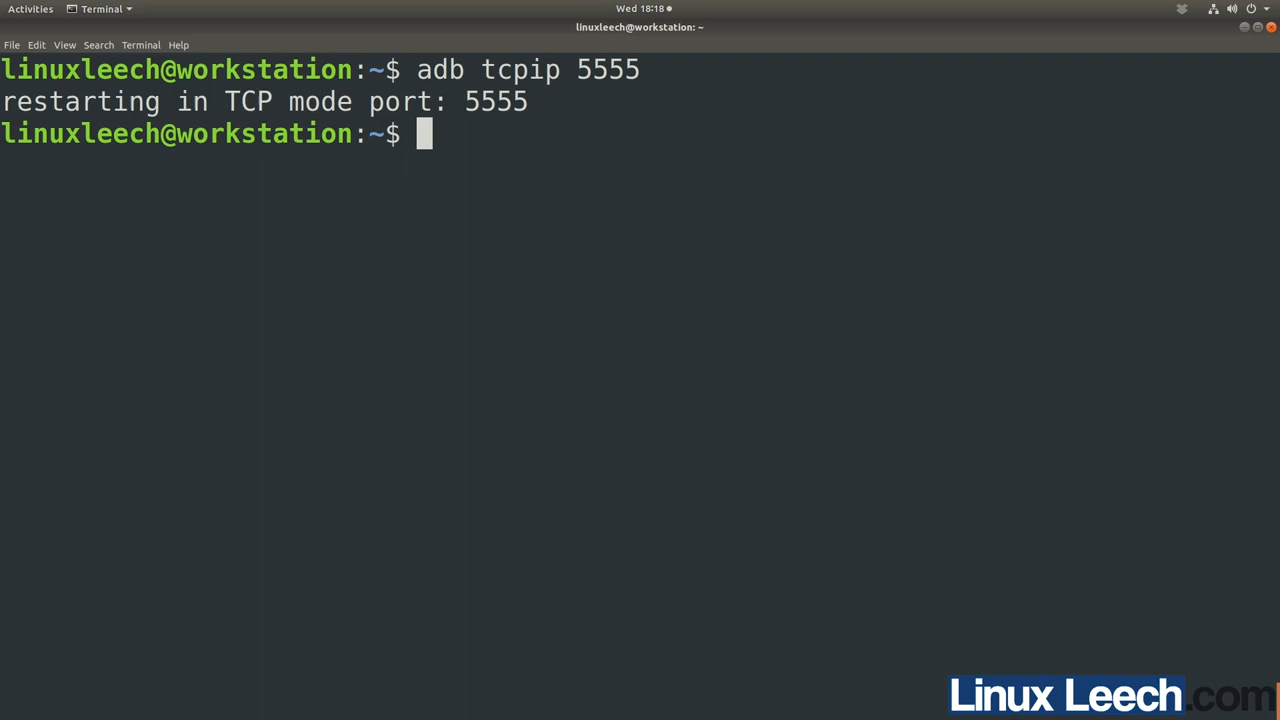 Activities Terminal Wed 18:18
linuxleech@workstation: ~
File Edit View Search Terminal Help
linuxleech@workstation:~$ adb tcpip 5555
restarting in TCP mode port: 5555
linuxleech@workstation:~$
Linux Leech.com